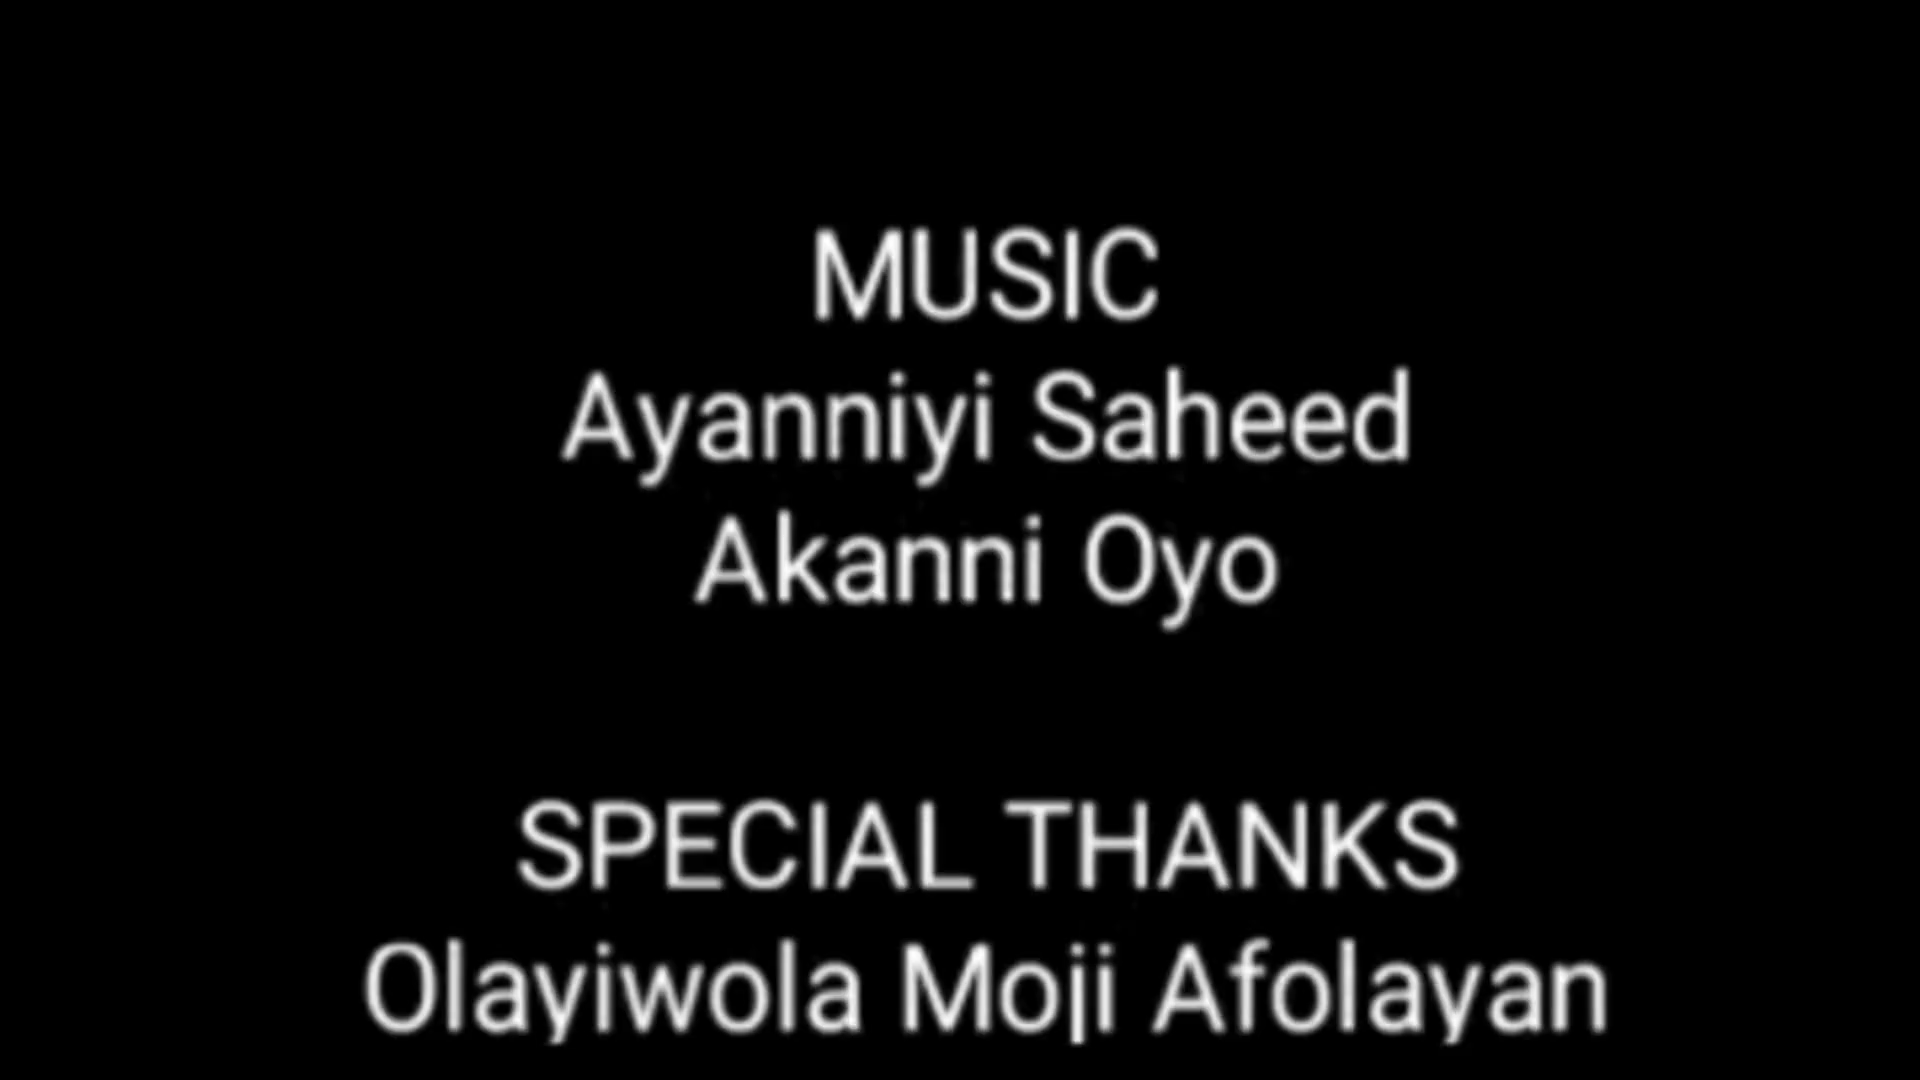 MUSIC
Ayanniyi Saheed
Akanni Oyo
SPECIAL THANKS
Olayiwola Moji Afolayan